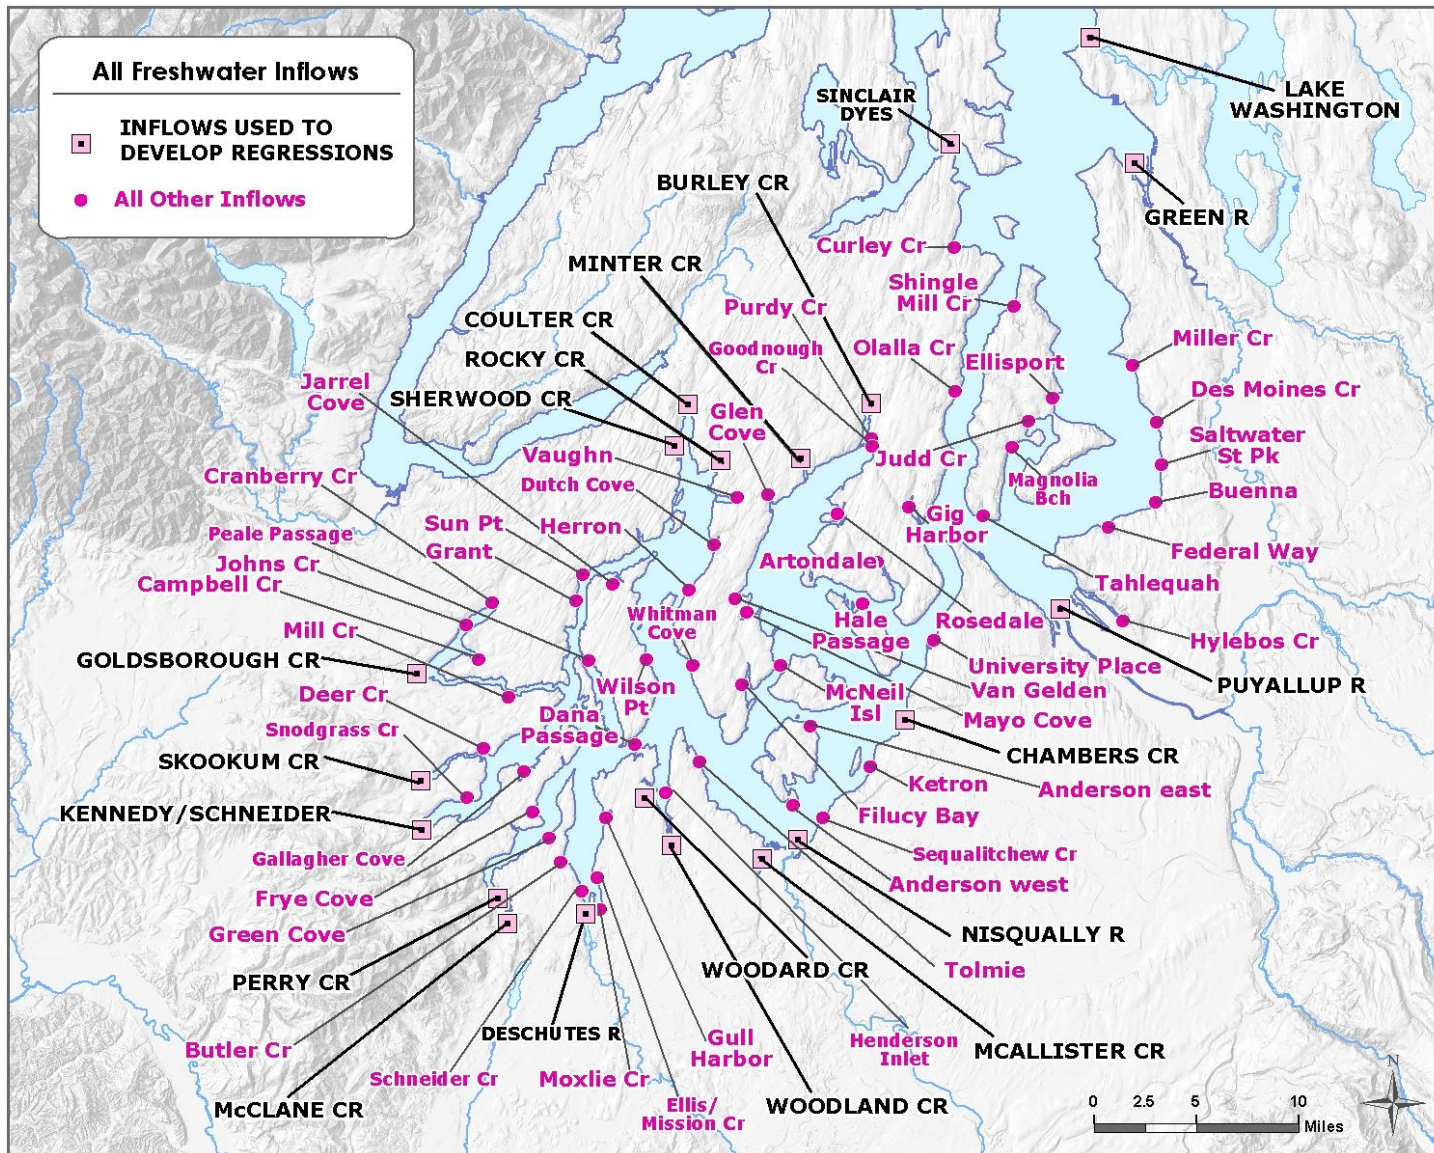 All Freshwater Inflows
INFLOWS USED TO
DEVELOP REGRESSIONS
All Other Inflows
LAKE
WASHINGTON
SINCLAIR
DYES
BURLEY CR
GREEN R
Curley Cr
MINTER CR
Shingle
Mill Cr
Purdy Cr
COULTER CR
Goodnough
Cr
Olalla Cr
Miller Cr
ROCKY CR
Ellisport
Jarrel
Cove
SHERWOOD CR
Des Moines Cr
Glen
Cove
Saltwater
St Pk
Vaughn
Judd Cr
Cranberry Cr
Dutch Cove
Magnolia
Bch
Buenna
Peale Passage
Sun Pt
Herron
Gig
Harbor
Federal Way
Johns Cr
Grant
Artondale
Campbell Cr
Tahlequah
Whitman
Cove
Hale
Passage
Rosedale
Mill Cr
Hylebos Cr
GOLDSBOROUGH CR
University Place
PUYALLUP R
Deer Cr
Wilson
Pt
McNeil
Isl
Van Gelden
Snodgrass Cr
Dana
Passage
Mayo Cove
SKOOKUM CR
CHAMBERS CR
Ketron
Anderson east
KENNEDY/SCHNEIDER
Filucy Bay
Gallagher Cove
Sequalitchew Cr
Frye Cove
Anderson west
Green Cove
NISQUALLY R
PERRY CR
WOODARD CR
Tolmie
DESCHUTES R
Butler Cr
Gull
Harbor
Henderson
Inlet
MCALLISTER CR
Schneider Cr
Moxlie Cr
McCLANE CR
Ellis/
Mission Cr
WOODLAND CR
N
0 2.5 5 10
Miles